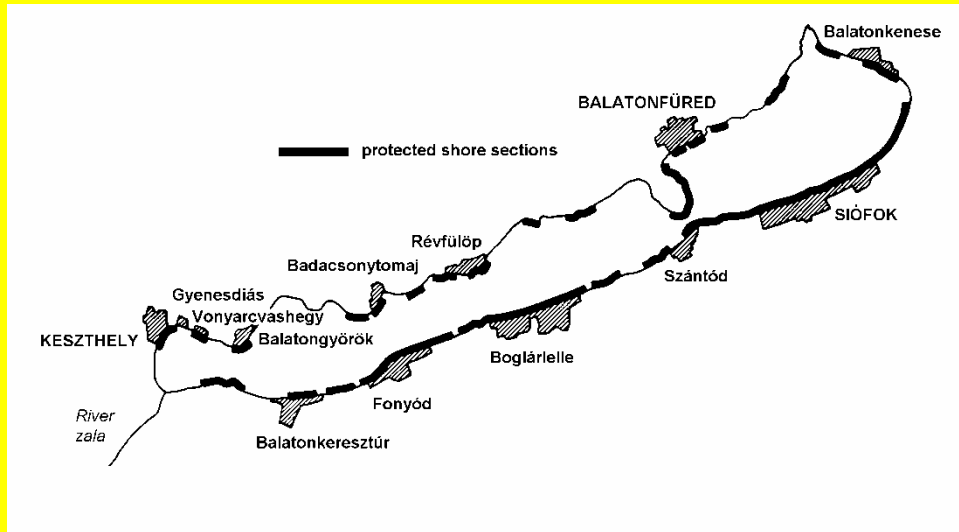 Balatonkenese
BALATONFÜRED
protected shore sections
SIÓFOK
Révfülöp
Szántód
Badacsonytomaj
Gyenesdiás
Vonyarcvashegy
KESZTHELY
Balatongyörök
Boglárlelle
Fonyód
River
zala
Balatonkeresztúr